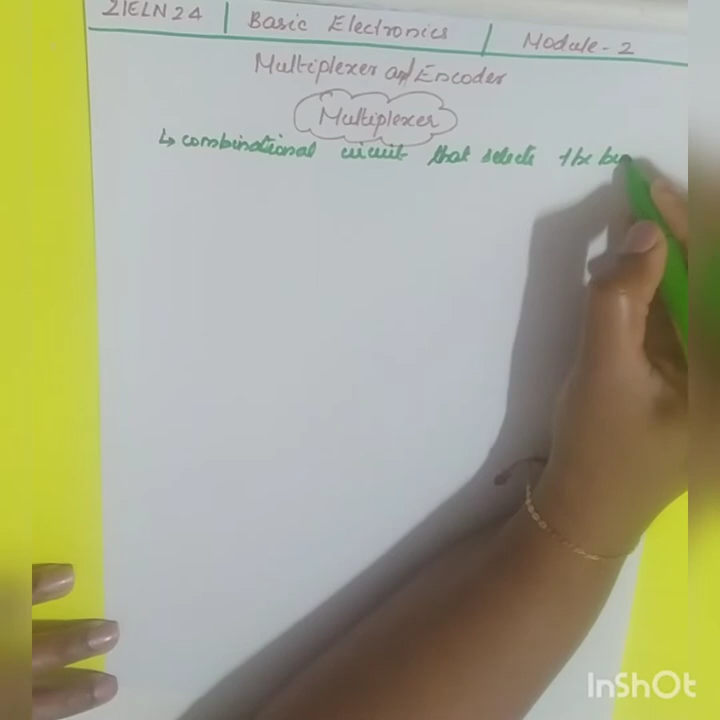 21ELN24 | Basic Electronics | Module-2
Multiplexer and Encoder
Multiplexer
↳ combinational circuit that selects the
InShOt